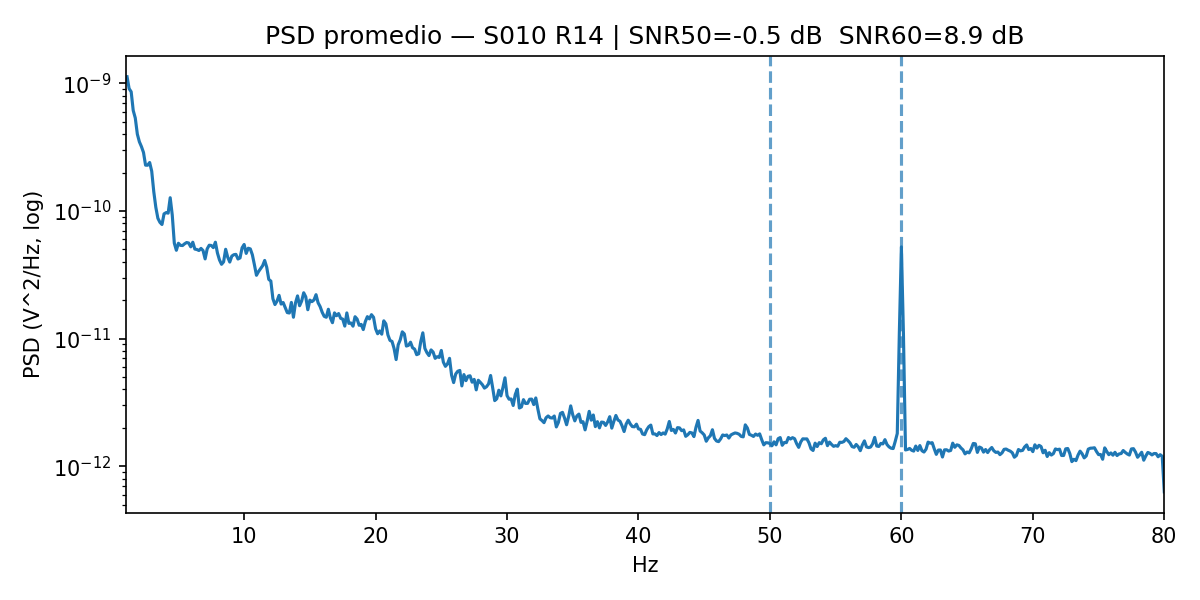 PSD promedio — S010 R14 | SNR50=-0.5 dB  SNR60=8.9 dB
PSD (V^2/Hz, log)
10⁻⁹
10⁻¹⁰
10⁻¹¹
10⁻¹²
10 20 30 40 50 60 70 80
Hz